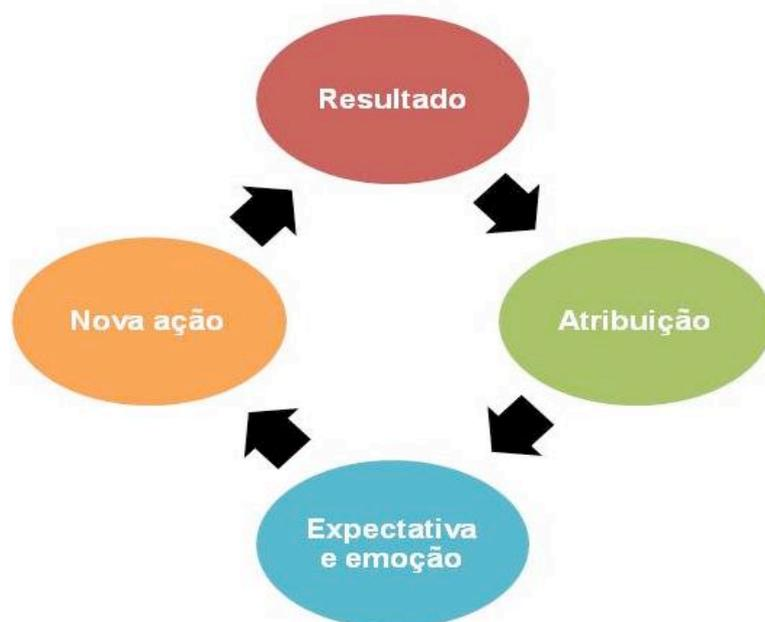 Resultado
Atribuição
Expectativa
e emoção
Nova ação